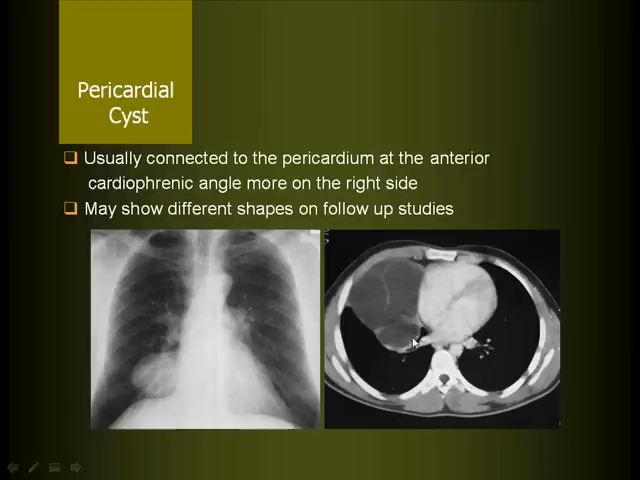 Pericardial
Cyst
Usually connected to the pericardium at the anterior
cardiophrenic angle more on the right side
May show different shapes on follow up studies